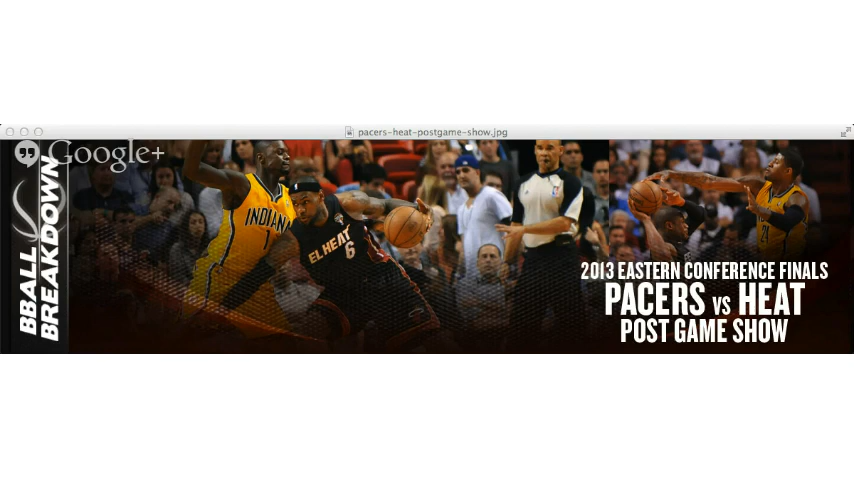 pacers-heat-postgame-show.jpg
Google+
BBALL
BREAKDOWN
INDIANA
1
EL HEAT
6
24
2013 EASTERN CONFERENCE FINALS
PACERS VS HEAT
POST GAME SHOW